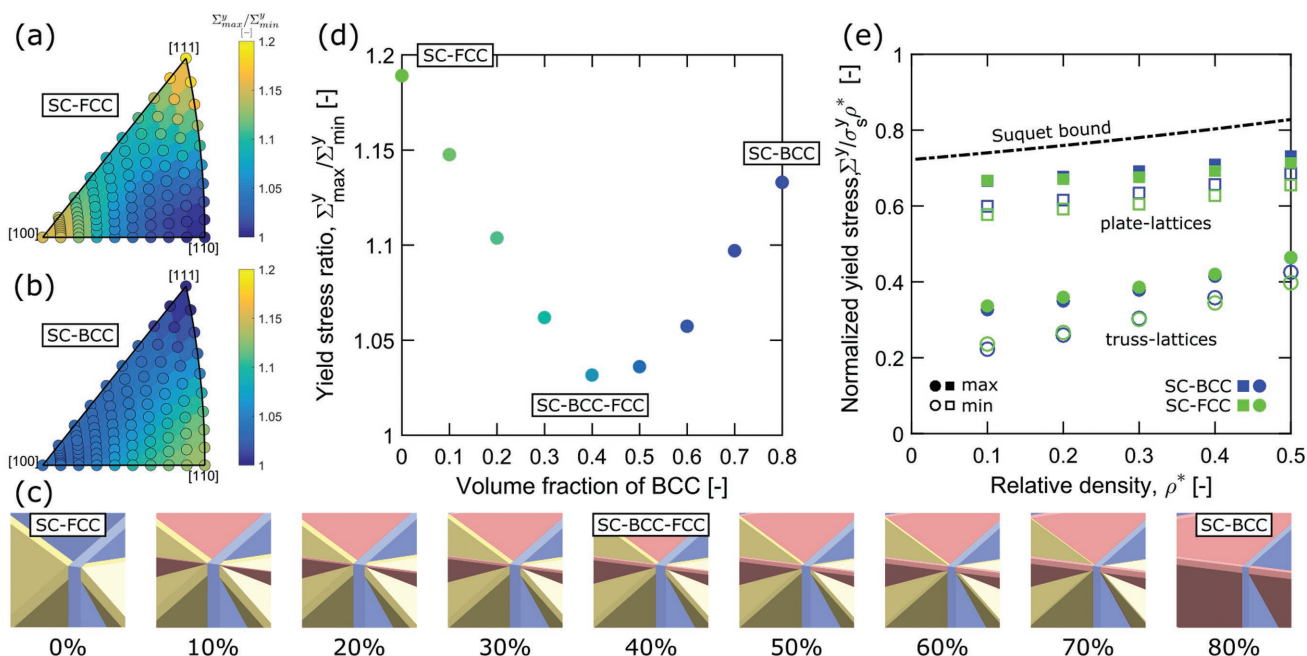 (a)
Σ^y_max/Σ^y_min
[-]
[111]
1.2
1.15
1.1
1.05
1
SC-FCC
[100]
[110]
(b)
[111]
1.2
1.15
1.1
1.05
1
SC-BCC
[100]
[110]
(d)
Yield stress ratio, Σ^y_max/Σ^y_min [-]
1.2
1.15
1.1
1.05
1
SC-FCC
SC-BCC
SC-BCC-FCC
0 0.1 0.2 0.3 0.4 0.5 0.6 0.7 0.8
Volume fraction of BCC [-]
(e)
Normalized yield stress, Σ^y/σ^y_s ρ* [-]
1
0.8
0.6
0.4
0.2
0
Suquet bound
plate-lattices
truss-lattices
max
min
SC-BCC
SC-FCC
0 0.1 0.2 0.3 0.4 0.5
Relative density, ρ* [-]
(c)
SC-FCC
SC-BCC-FCC
SC-BCC
0% 10% 20% 30% 40% 50% 60% 70% 80%